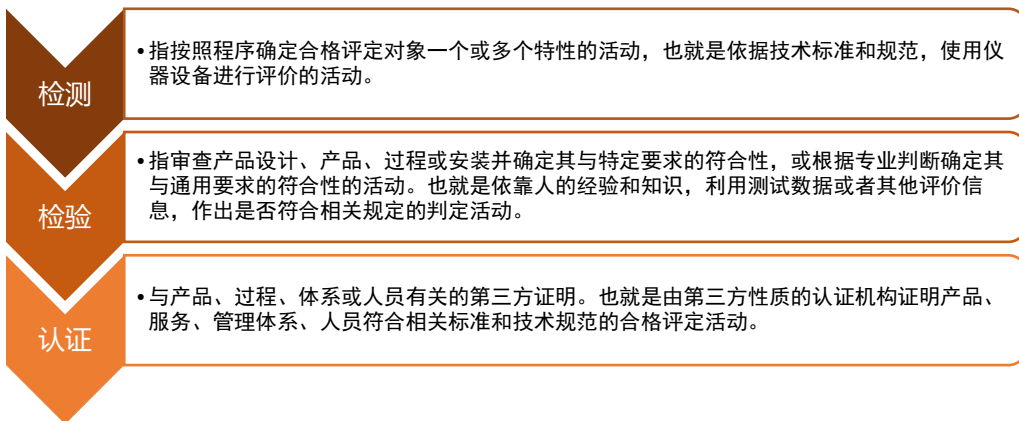 检测
•指按照程序确定合格评定对象一个或多个特性的活动，也就是依据技术标准和规范，使用仪
器设备进行评价的活动。
检验
•指审查产品设计、产品、过程或安装并确定其与特定要求的符合性，或根据专业判断确定其
与通用要求的符合性的活动。也就是依靠人的经验和知识，利用测试数据或者其他评价信
息，作出是否符合相关规定的判定活动。
认证
•与产品、过程、体系或人员有关的第三方证明。也就是由第三方性质的认证机构证明产品、
服务、管理体系、人员符合相关标准和技术规范的合格评定活动。